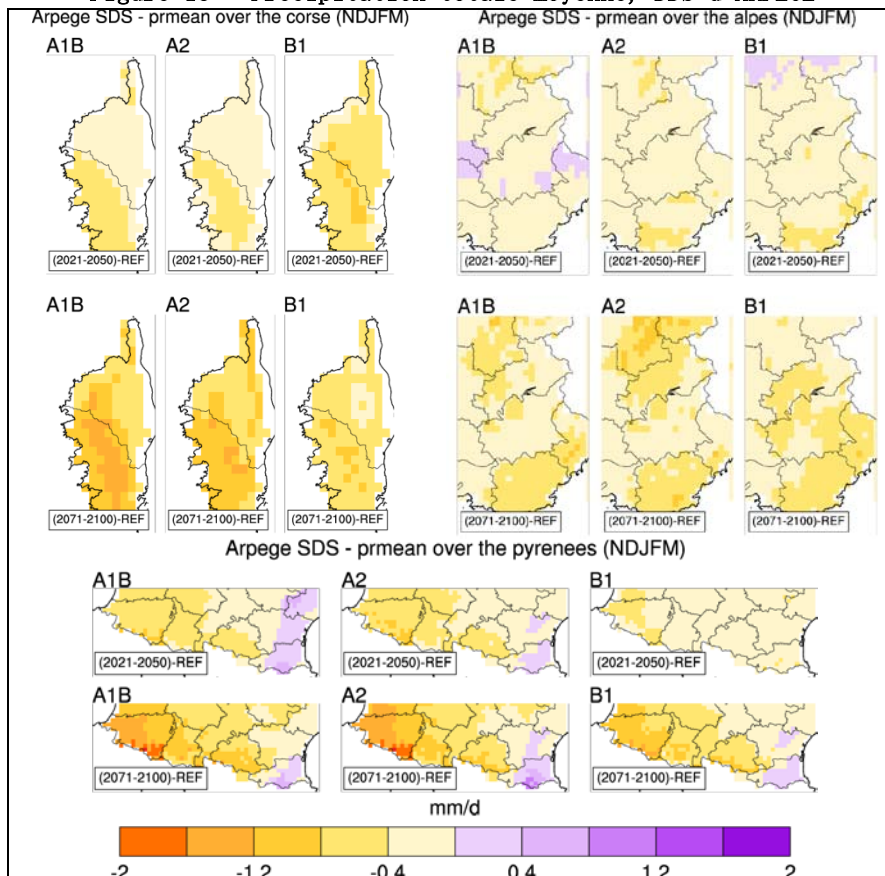 Arpege SDS - prmean over the corse (NDJFM)
Arpege SDS - prmean over the alpes (NDJFM)
A1B A2 B1
A1B A2 B1
(2021-2050)-REF (2021-2050)-REF (2021-2050)-REF
(2021-2050)-REF (2021-2050)-REF (2021-2050)-REF
A1B A2 B1
A1B A2 B1
(2071-2100)-REF (2071-2100)-REF (2071-2100)-REF
(2071-2100)-REF (2071-2100)-REF (2071-2100)-REF
Arpege SDS - prmean over the pyrenees (NDJFM)
A1B A2 B1
(2021-2050)-REF (2021-2050)-REF (2021-2050)-REF
A1B A2 B1
(2071-2100)-REF (2071-2100)-REF (2071-2100)-REF
mm/d
-2 -1.2 -0.4 0.4 1.2 2